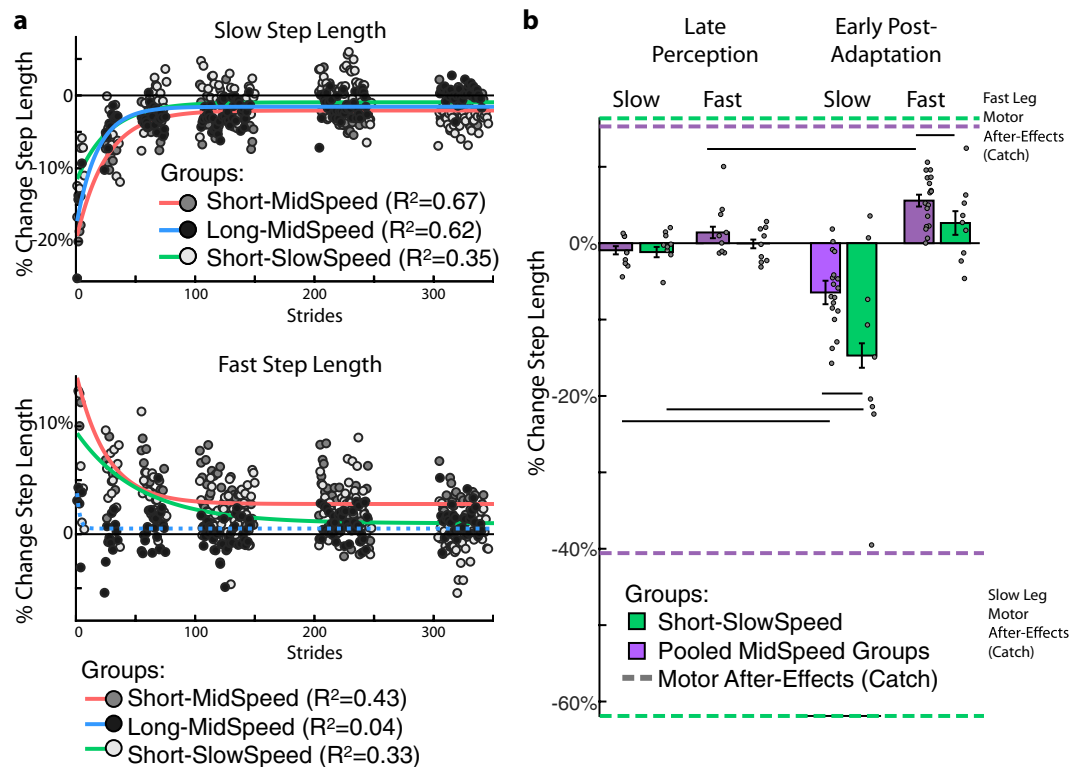 a
Slow Step Length
% Change Step Length
0
-10%
-20%
Groups:
Short-MidSpeed (R²=0.67)
Long-MidSpeed (R²=0.62)
Short-SlowSpeed (R²=0.35)
0 100 200 300
Strides
Fast Step Length
% Change Step Length
10%
0
0 100 200 300
Strides
Groups:
Short-MidSpeed (R²=0.43)
Long-MidSpeed (R²=0.04)
Short-SlowSpeed (R²=0.33)
b
Late
Perception
Early Post-
Adaptation
Slow Fast Slow Fast
Fast Leg
Motor
After-Effects
(Catch)
% Change Step Length
0%
-20%
-40%
-60%
Groups:
Short-SlowSpeed
Pooled MidSpeed Groups
Motor After-Effects (Catch)
Slow Leg
Motor
After-Effects
(Catch)